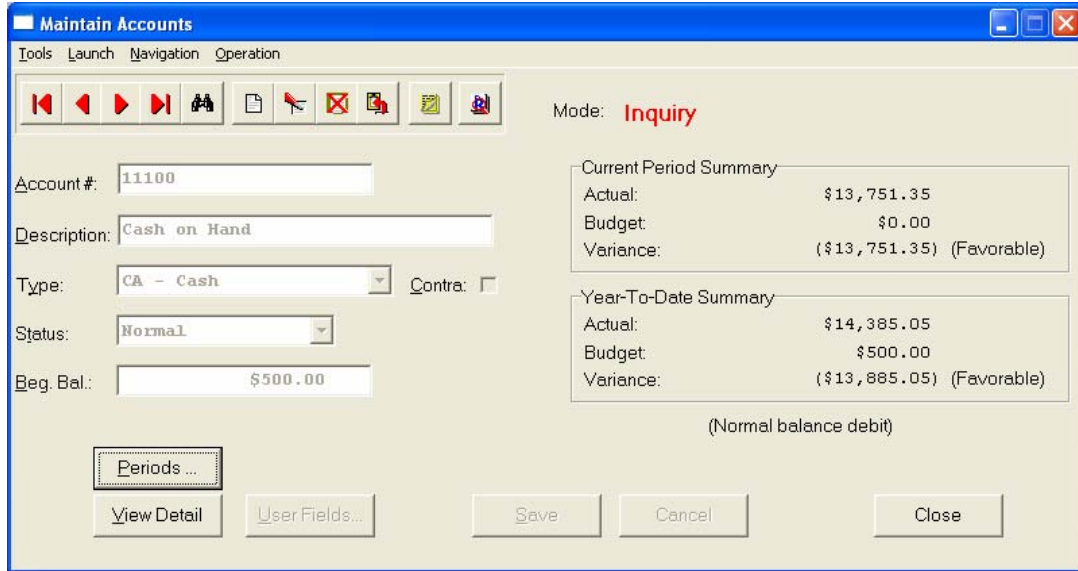 Maintain Accounts
Tools Launch Navigation Operation
Mode: Inquiry
Account #: 11100
Description: Cash on Hand
Type: CA - Cash Contra:
Status: Normal
Beg. Bal.: $500.00
Current Period Summary
Actual: $13,751.35
Budget: $0.00
Variance: ($13,751.35) (Favorable)
Year-To-Date Summary
Actual: $14,385.05
Budget: $500.00
Variance: ($13,885.05) (Favorable)
(Normal balance debit)
Periods ...
View Detail User Fields... Save Cancel Close